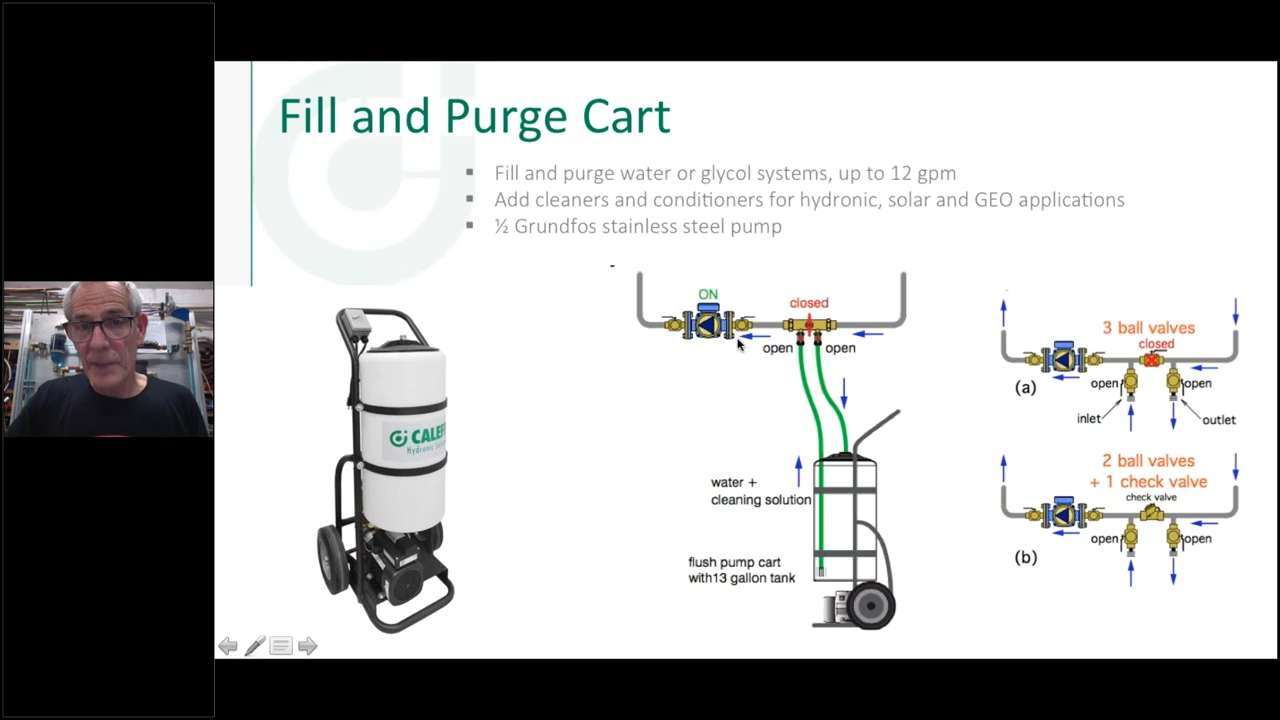 Fill and Purge Cart
▪ Fill and purge water or glycol systems, up to 12 gpm
▪ Add cleaners and conditioners for hydronic, solar and GEO applications
▪ ½ Grundfos stainless steel pump
ON
closed
open
open
water +
cleaning solution
flush pump cart
with13 gallon tank
3 ball valves
closed
open
open
(a)
inlet
outlet
2 ball valves
+ 1 check valve
check valve
open
open
(b)
CALEF
Hydronic